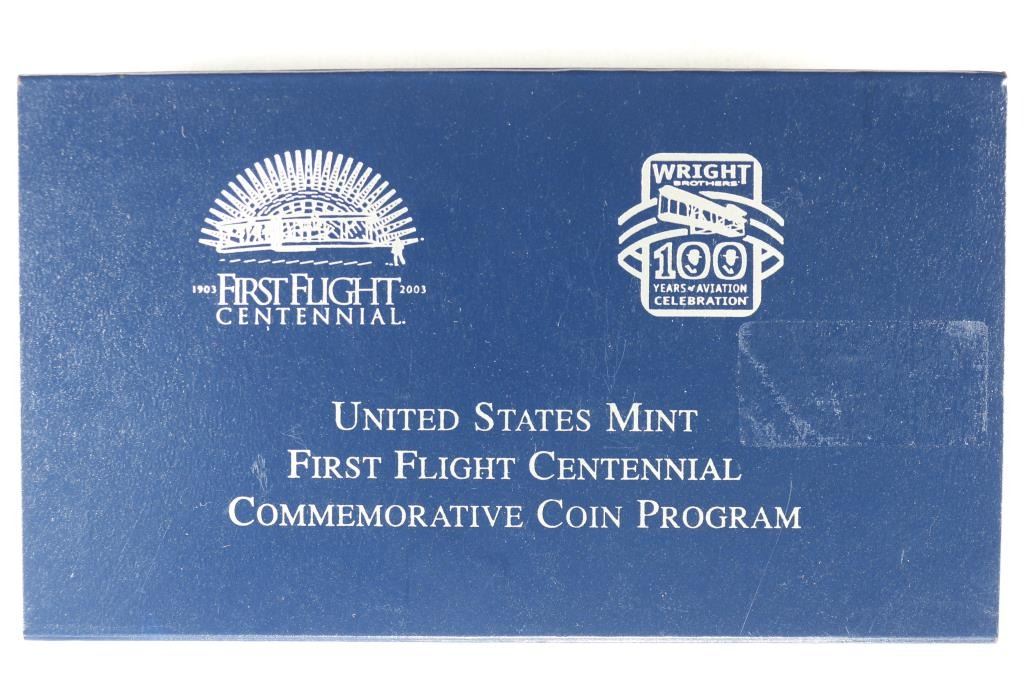 1903 FIRST FLIGHT 2003
CENTENNIAL.
WRIGHT
BROTHERS'
100
YEARS of AVIATION
CELEBRATION
UNITED STATES MINT
FIRST FLIGHT CENTENNIAL
COMMEMORATIVE COIN PROGRAM